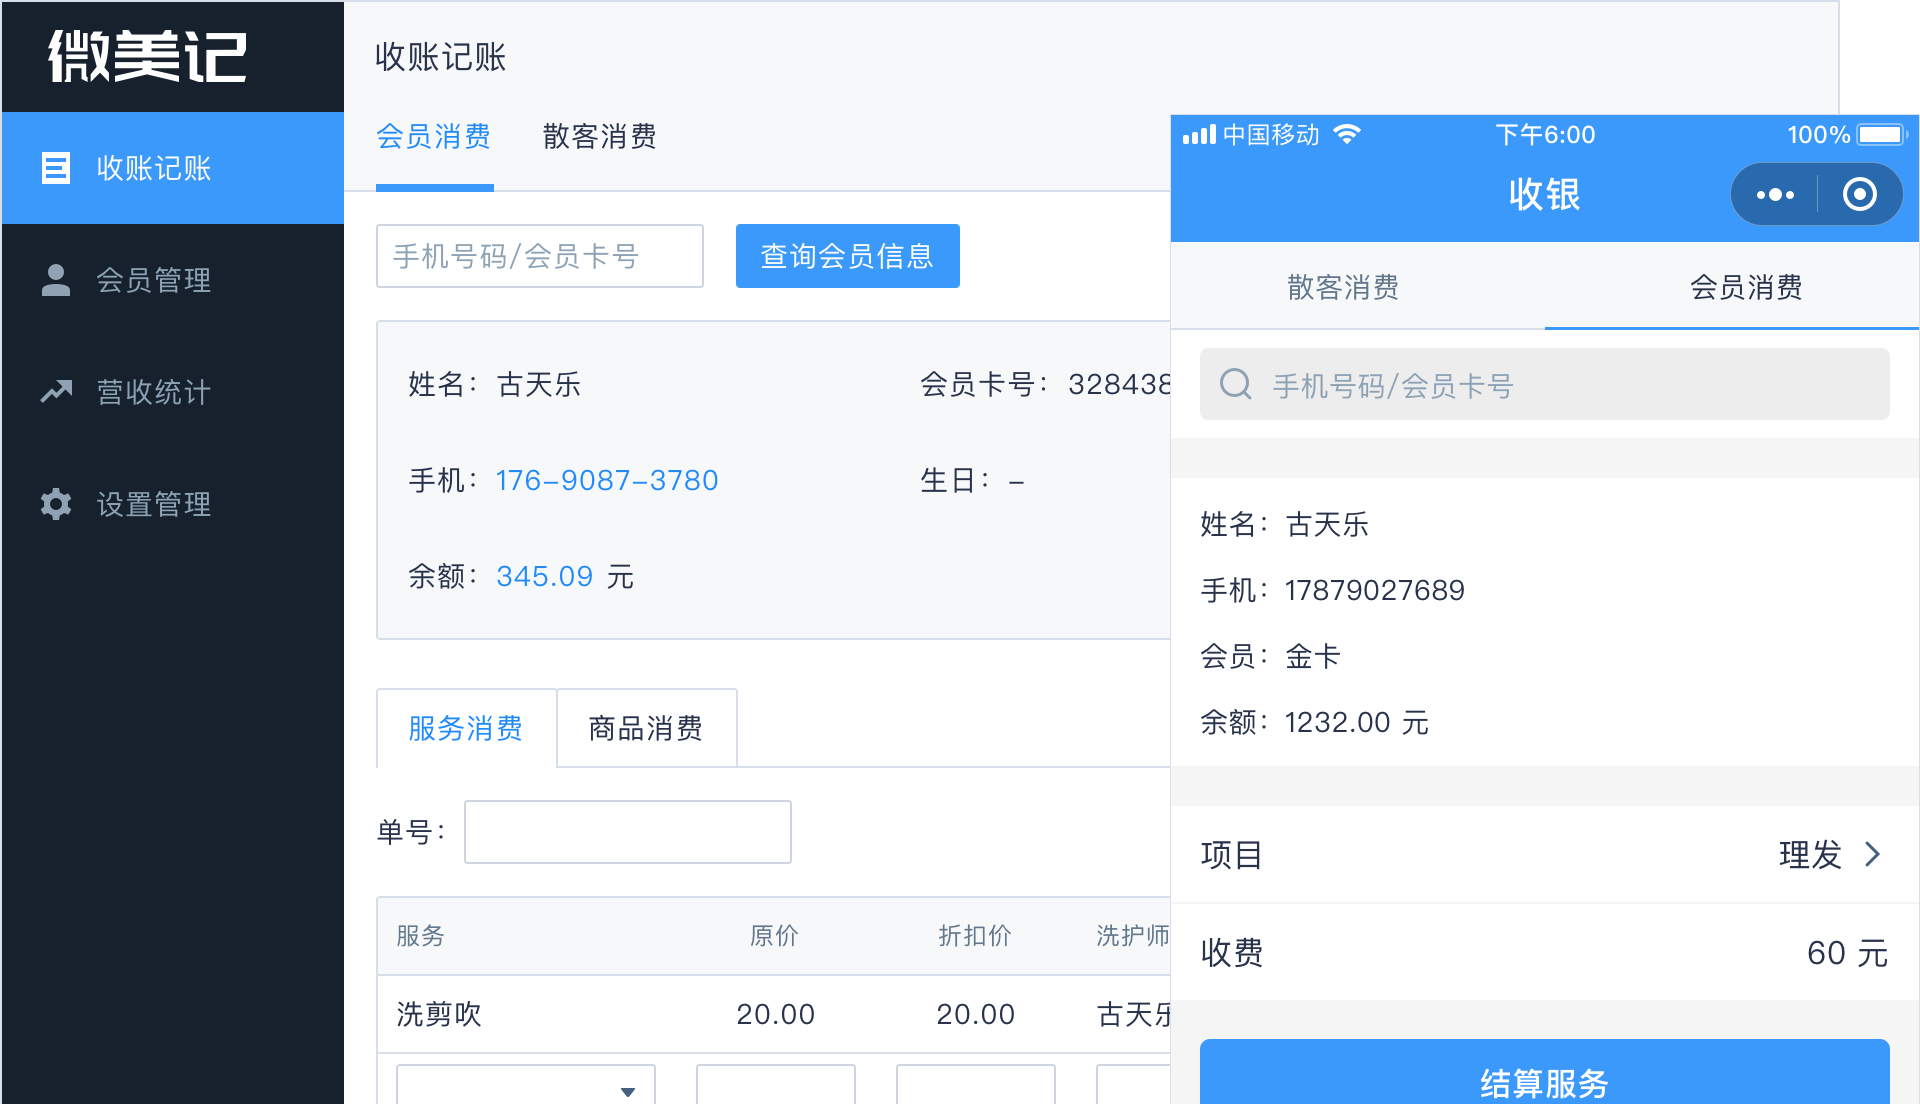 微美记
收账记账
会员管理
营收统计
设置管理
收账记账
会员消费
散客消费
手机号码/会员卡号
查询会员信息
姓名：古天乐
会员卡号：328438
手机：176-9087-3780
生日：-
余额：345.09 元
服务消费
商品消费
单号：
服务 原价 折扣价 洗护师
洗剪吹 20.00 20.00 古天乐
中国移动
下午6:00
100%
收银
散客消费
会员消费
手机号码/会员卡号
姓名：古天乐
手机：17879027689
会员：金卡
余额：1232.00 元
项目 理发
收费 60 元
结算服务